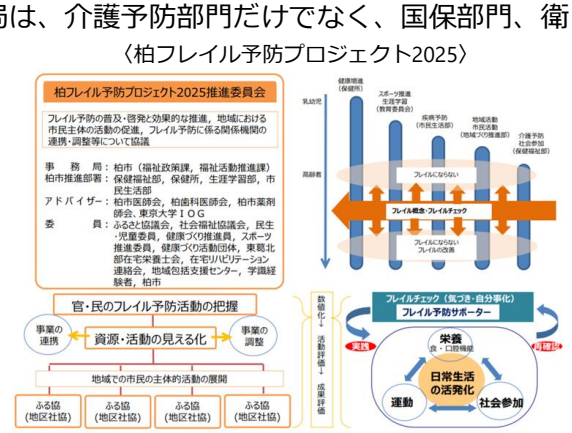 局は、介護予防部門だけでなく、国保部門、衛
〈柏フレイル予防プロジェクト2025〉
柏フレイル予防プロジェクト2025推進委員会
フレイル予防の普及・啓発と効果的な推進，地域における
市民主体の活動の促進，フレイル予防に係る関係機関の
連携・調整等について協議
事　務　局：柏市（福祉政策課，福祉活動推進課）
柏市推進部署：保健福祉部，保健所，生涯学習部，市
民生活部
アドバイザー：柏市医師会，柏歯科医師会，柏市薬剤
師会、東京大学ＩＯＧ
委　　　員：ふるさと協議会，社会福祉協議会，民生
・児童委員，健康づくり推進員，スポーツ
推進委員，健康づくり活動団体，東葛北
部在宅栄養士会，在宅リハビリテーション
連絡会，地域包括支援センター，学識経
験者，柏市
健康増進
（保健所）
スポーツ推進
生涯学習
（教育委員会）
疾病予防
（市民生活部）
地域活動
市民活動
（地域づくり推進部）
介護予防
社会参加
（保健福祉部）
乳幼児
高齢者
フレイルにならない
フレイル概念・フレイルチェック
フレイルにならない
フレイルの改善
官・民のフレイル予防活動の把握
事業の
連携
資源・活動の見える化
事業の
調整
地域での市民の主体的活動の展開
ふる協
（地区社協）
ふる協
（地区社協）
ふる協
（地区社協）
ふる協
（地区社協）
数値化→活動評価→成果評価
フレイルチェック（気づき・自分事化）
フレイル予防サポーター
実践
再確認
栄養
食・口腔機能
日常生活
の活発化
運動
社会参加